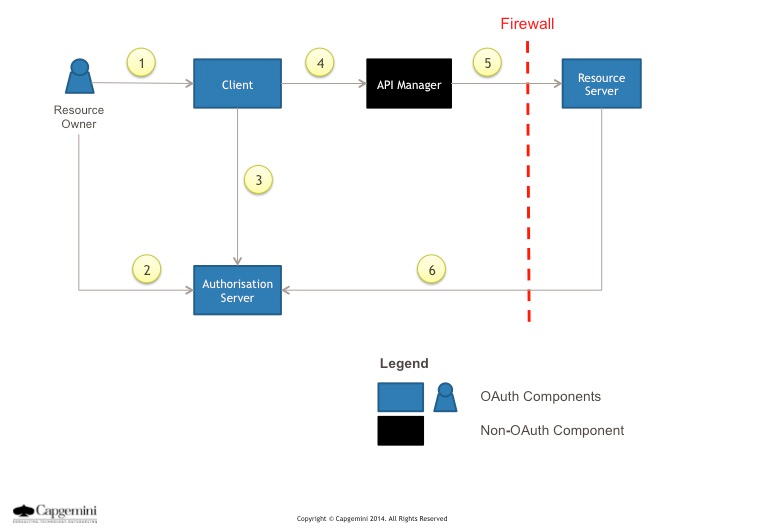 Firewall
1
4
5
Client
API Manager
Resource
Server
Resource
Owner
3
2
6
Authorisation
Server
Legend
OAuth Components
Non-OAuth Component
Capgemini
CONSULTING.TECHNOLOGY.OUTSOURCING
Copyright © Capgemini 2014. All Rights Reserved